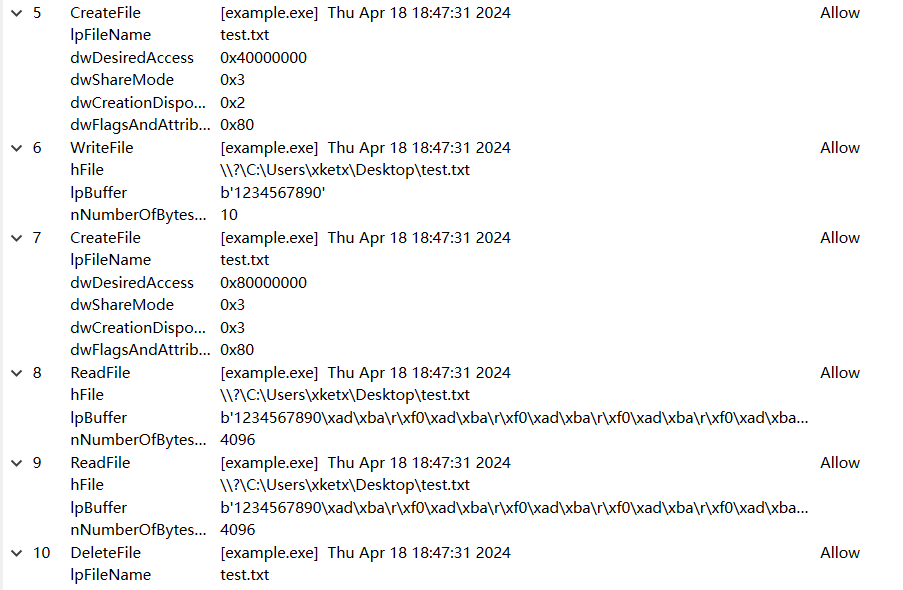 5 CreateFile [example.exe] Thu Apr 18 18:47:31 2024 Allow
lpFileName test.txt
dwDesiredAccess 0x40000000
dwShareMode 0x3
dwCreationDispo... 0x2
dwFlagsAndAttrib... 0x80
6 WriteFile [example.exe] Thu Apr 18 18:47:31 2024 Allow
hFile \\?\C:\Users\xketx\Desktop\test.txt
lpBuffer b'1234567890'
nNumberOfBytes... 10
7 CreateFile [example.exe] Thu Apr 18 18:47:31 2024 Allow
lpFileName test.txt
dwDesiredAccess 0x80000000
dwShareMode 0x3
dwCreationDispo... 0x3
dwFlagsAndAttrib... 0x80
8 ReadFile [example.exe] Thu Apr 18 18:47:31 2024 Allow
hFile \\?\C:\Users\xketx\Desktop\test.txt
lpBuffer b'1234567890\xad\xba\r\xf0\xad\xba\r\xf0\xad\xba\r\xf0\xad\xba\r\xf0\xad\xba...
nNumberOfBytes... 4096
9 ReadFile [example.exe] Thu Apr 18 18:47:31 2024 Allow
hFile \\?\C:\Users\xketx\Desktop\test.txt
lpBuffer b'1234567890\xad\xba\r\xf0\xad\xba\r\xf0\xad\xba\r\xf0\xad\xba\r\xf0\xad\xba...
nNumberOfBytes... 4096
10 DeleteFile [example.exe] Thu Apr 18 18:47:31 2024 Allow
lpFileName test.txt